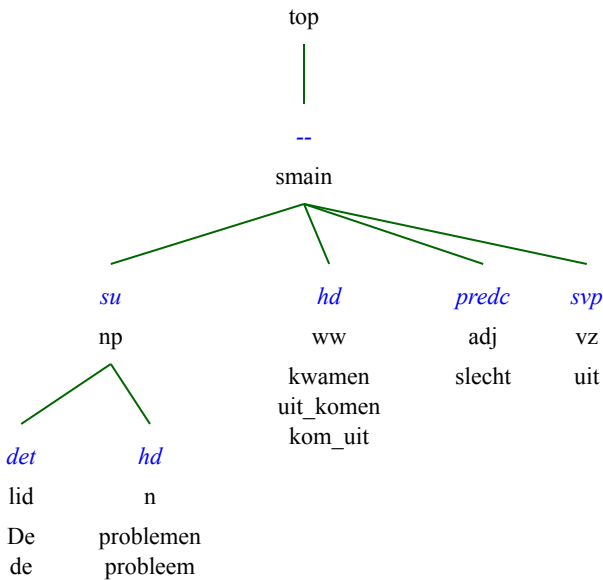 top
--
smain
su hd predc svp
np ww adj vz
kwamen slecht uit
uit_komen
kom_uit
det hd
lid n
De problemen
de probleem